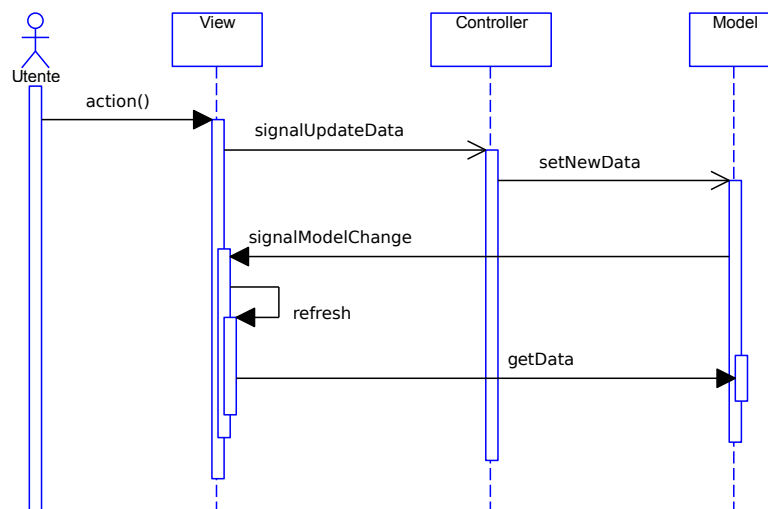 View
Controller
Model
Utente
action()
signalUpdateData
setNewData
signalModelChange
refresh
getData